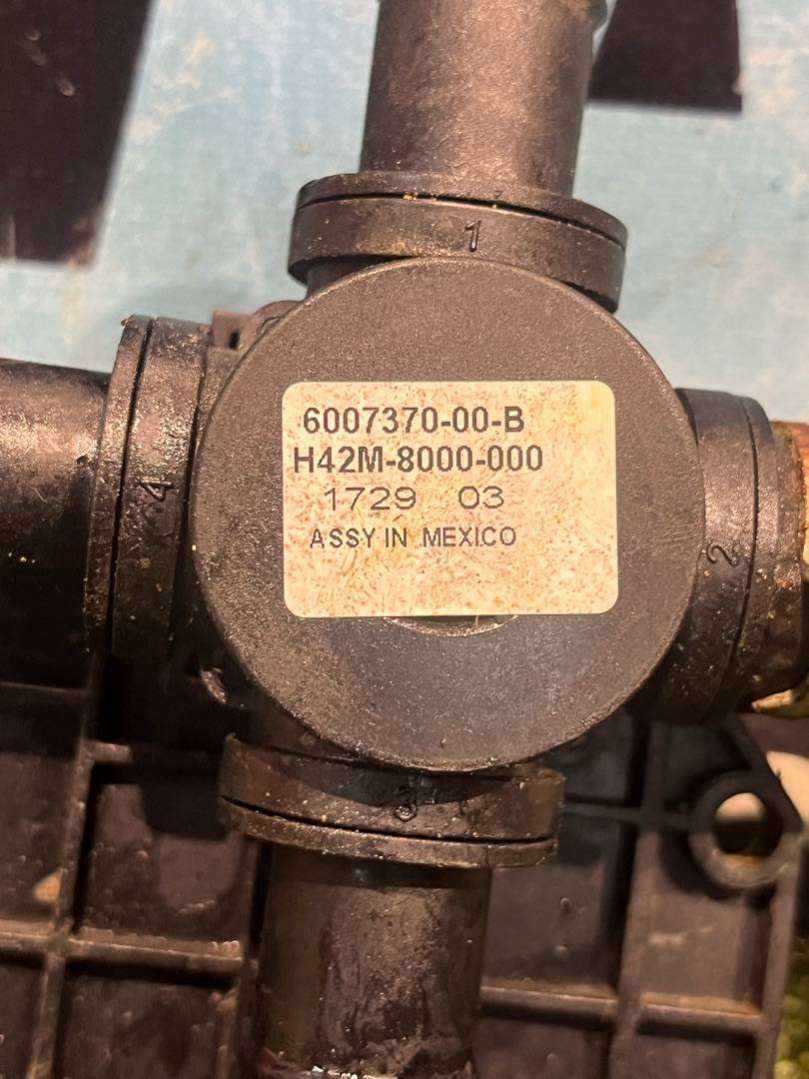 1
6007370-00-B
H42M-8000-000
1729 03
ASSY IN MEXICO
4
2
3